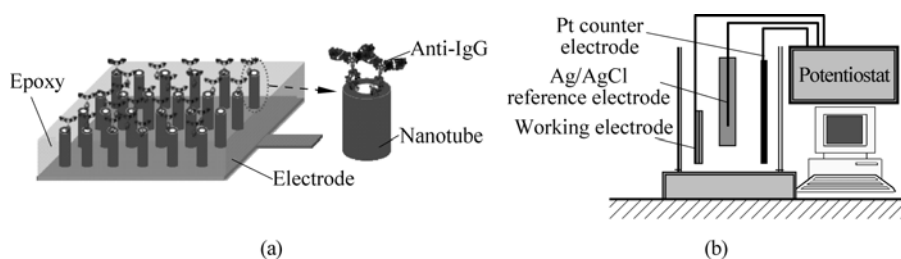 Epoxy
Anti-IgG
Nanotube
Electrode
(a)
Pt counter
electrode
Ag/AgCl
reference electrode
Working electrode
Potentiostat
(b)